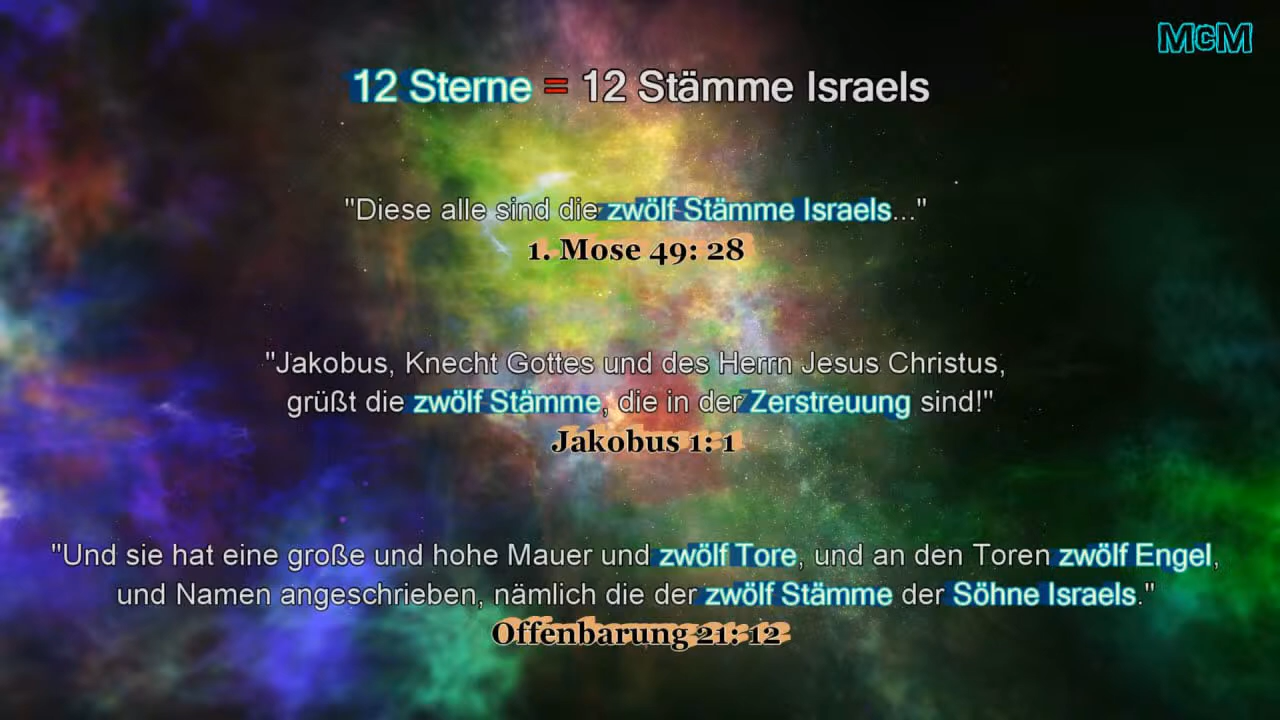 McM
12 Sterne = 12 Stämme Israels
"Diese alle sind die zwölf Stämme Israels..."
1. Mose 49: 28
"Jakobus, Knecht Gottes und des Herrn Jesus Christus,
grüßt die zwölf Stämme, die in der Zerstreuung sind!"
Jakobus 1: 1
"Und sie hat eine große und hohe Mauer und zwölf Tore, und an den Toren zwölf Engel,
und Namen angeschrieben, nämlich die der zwölf Stämme der Söhne Israels."
Offenbarung 21: 12